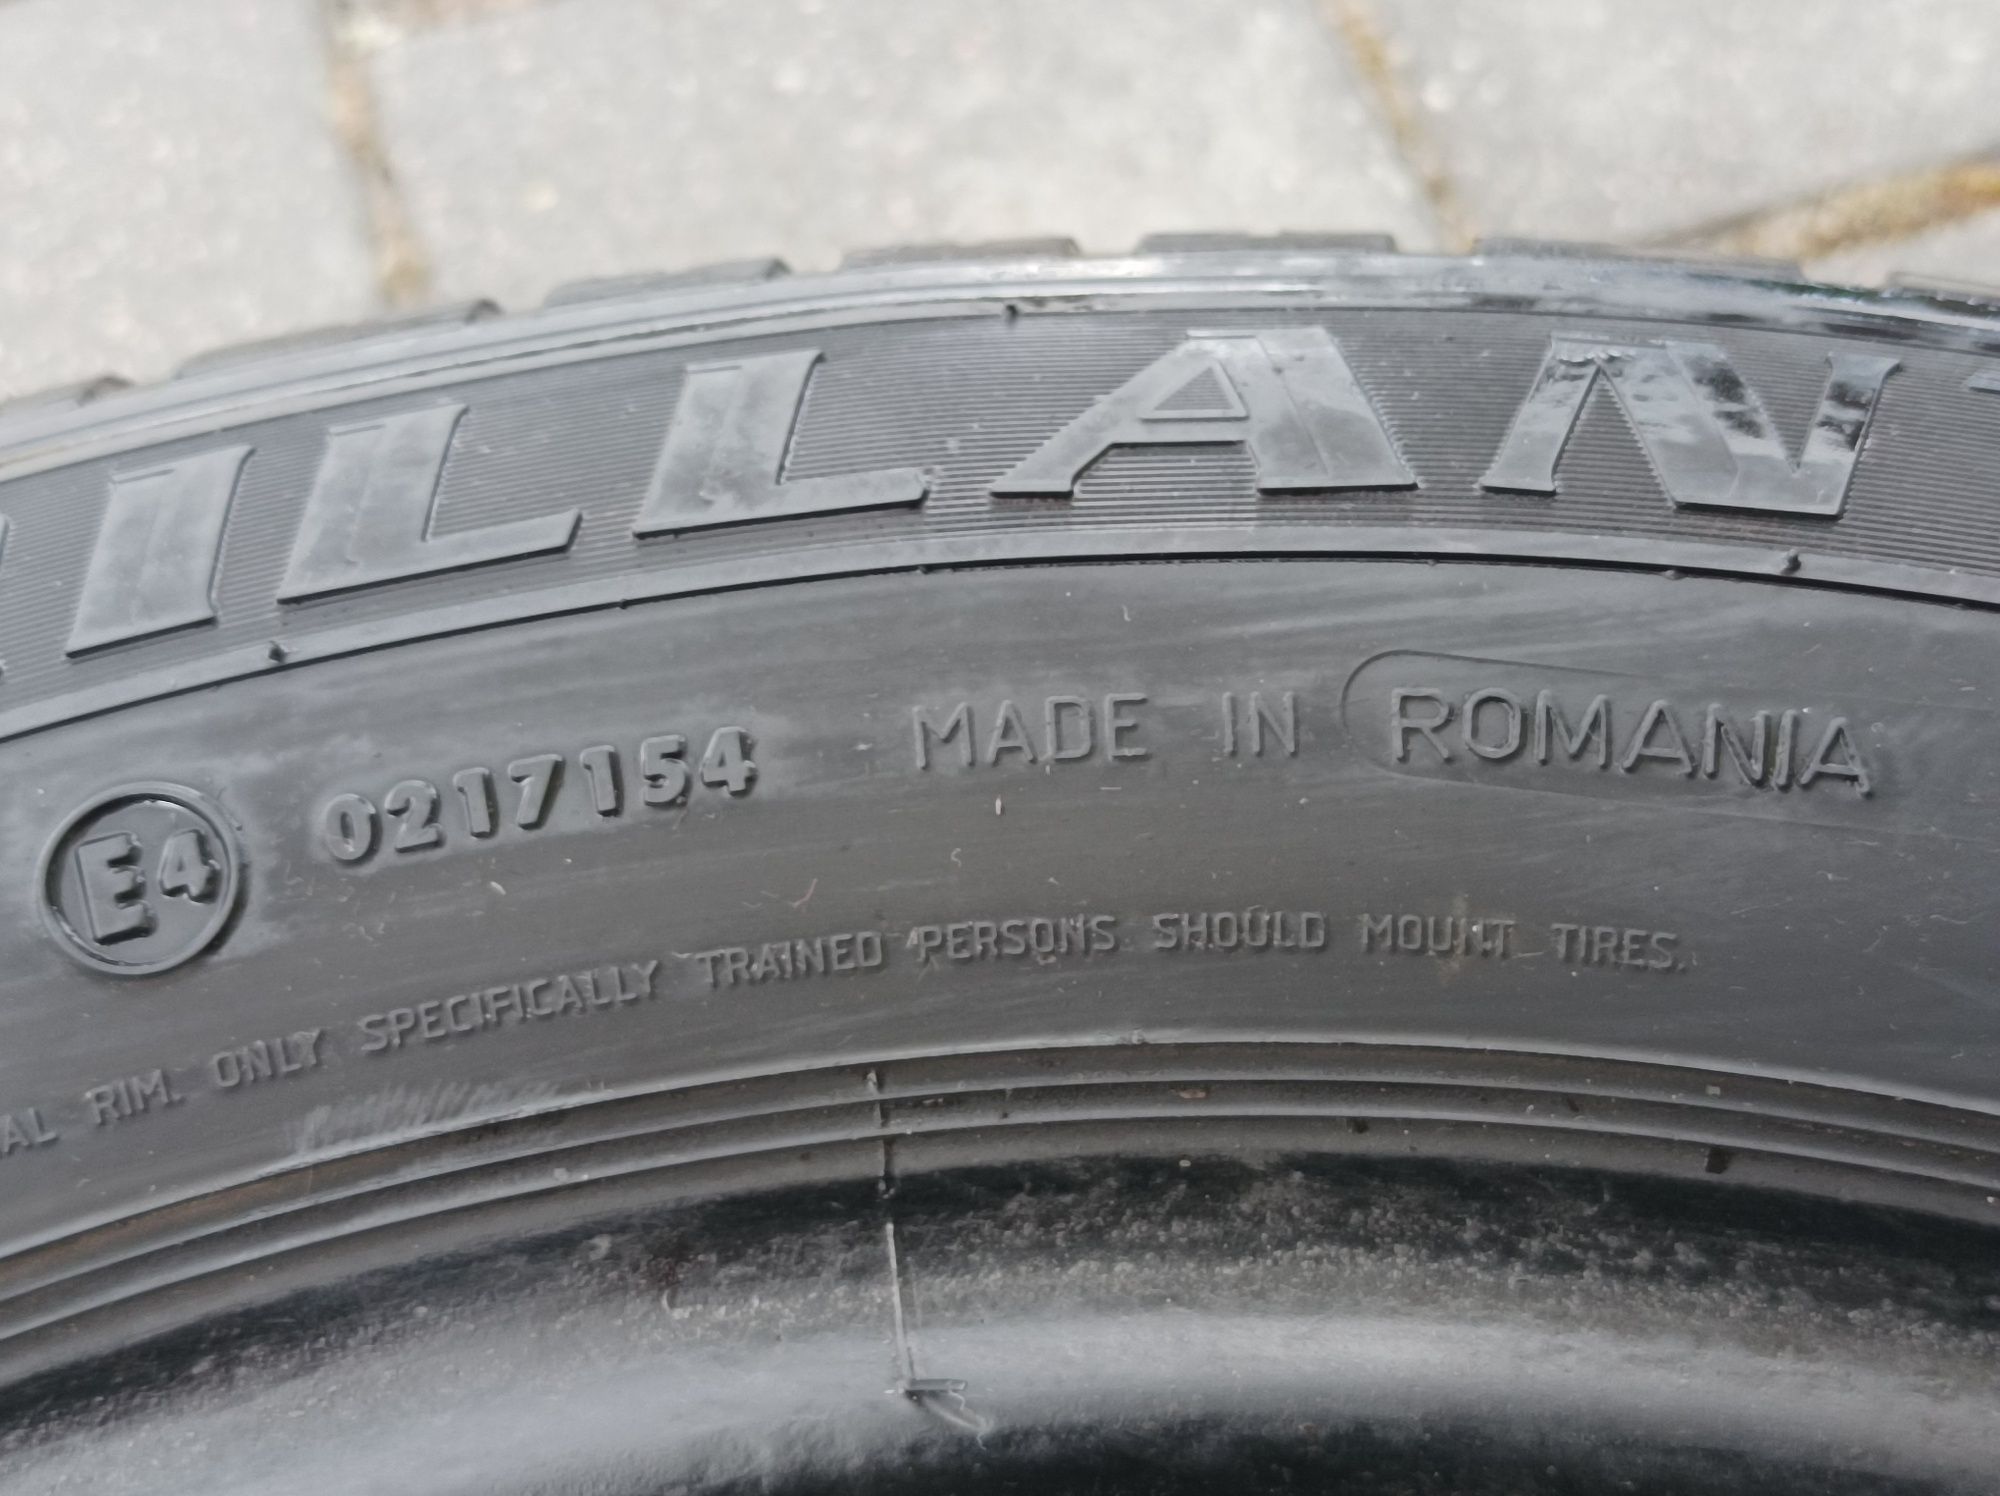 ILLAN
E4 0217154 MADE IN ROMANIA
AL RIM. ONLY SPECIFICALLY TRAINED PERSONS SHOULD MOUNT TIRES.